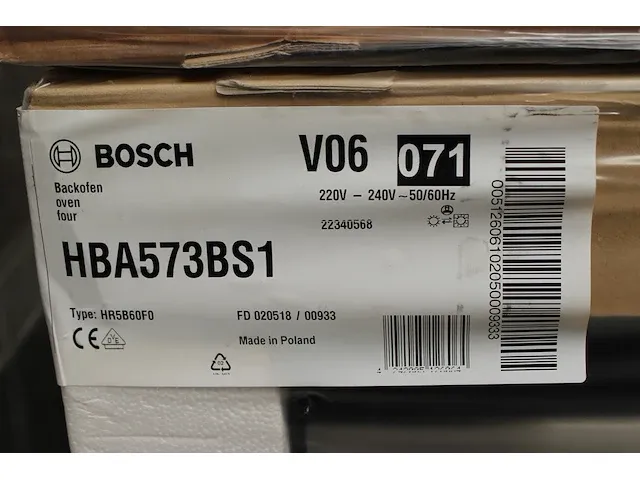 BOSCH
V06 071
Backofen
oven
four
220V - 240V ~ 50/60Hz
22340568
HBA573BS1
Type: HR5B60F0
FD 020518 / 00933
Made in Poland
CE
005126061020500009333